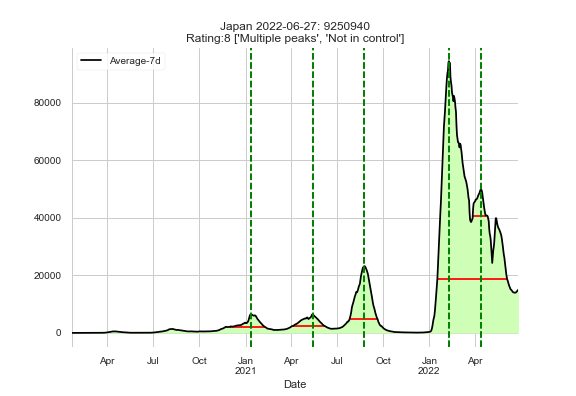 Japan 2022-06-27: 9250940
Rating:8 ['Multiple peaks', 'Not in control']
Average-7d
80000
60000
40000
20000
0
Apr Jul Oct Jan Apr Jul Oct Jan Apr
2021 2022
Date